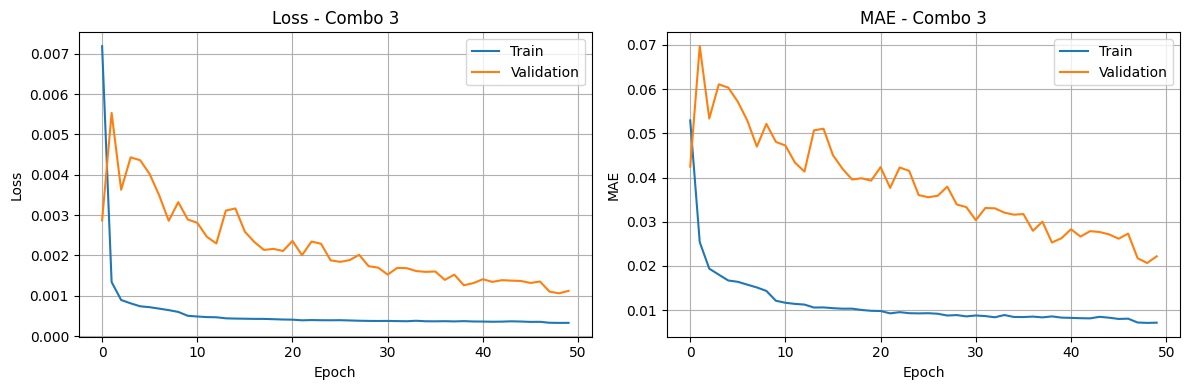 Loss - Combo 3
0.007
0.006
0.005
0.004
0.003
0.002
0.001
0.000
Loss
0 10 20 30 40 50
Epoch
Train
Validation
MAE - Combo 3
0.07
0.06
0.05
0.04
0.03
0.02
0.01
MAE
0 10 20 30 40 50
Epoch
Train
Validation